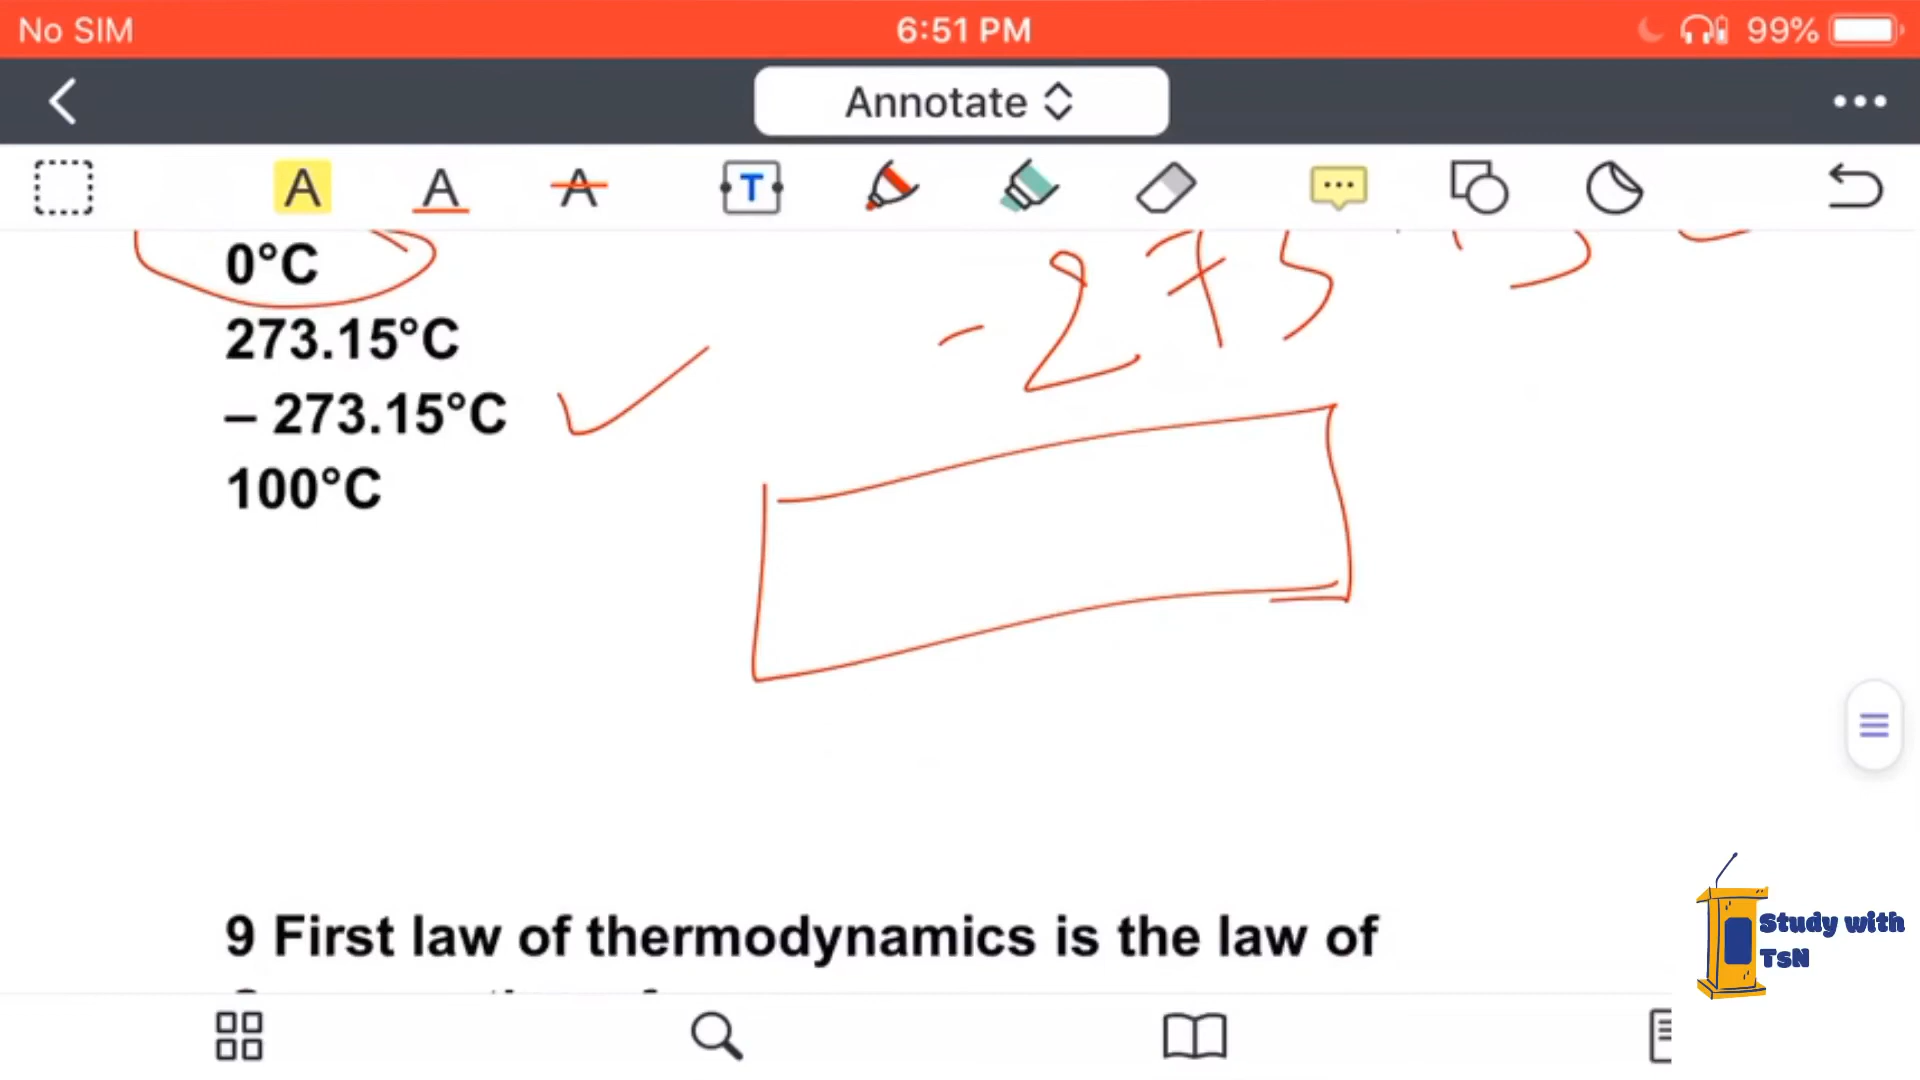 No SIM 6:51 PM 99%
Annotate
A A A T
0°C
273.15°C
– 273.15°C
100°C
- 273
9 First law of thermodynamics is the law of
Study with
TsN